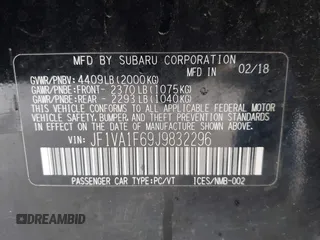 MFD BY SUBARU CORPORATION
02/18
GVWR/PNBV: 4409LB(2000KG)
GAWR/PNBE:FRONT- 2370LB(1075KG)
GAWR/PNBE:REAR - 2293LB(1040KG)
THIS VEHICLE CONFORMS TO ALL APPLICABLE FEDERAL
MOTOR VEHICLE SAFETY, BUMPER, AND THEFT PREVENTION
STANDARDS IN EFFECT ON THE DATE OF MANUFACTURE
SHOWN ABOVE.
VIN: JF1VA1F69J9832296
PASSENGER CAR TYPE:PC/VT ICES/NMB-002
© DREAMBID